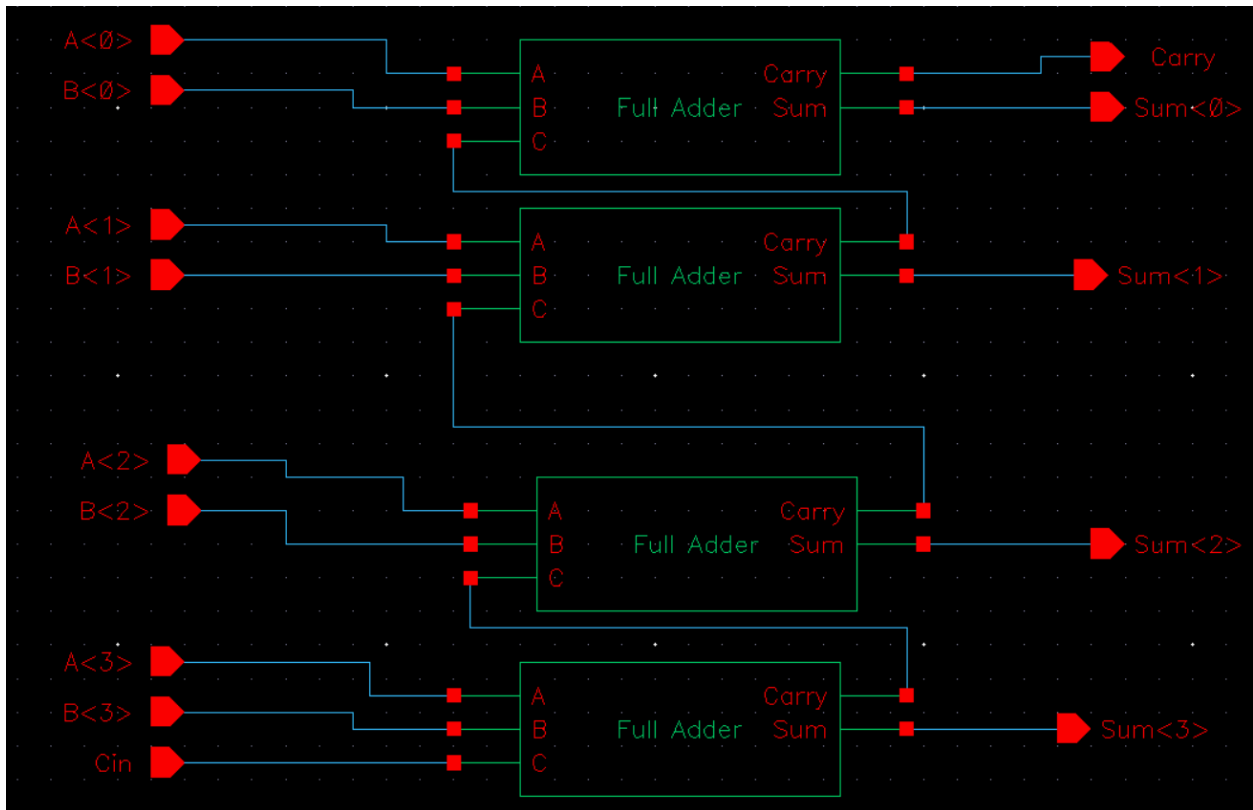 A<0>
B<0>
A
B
C
Full Adder
Carry
Sum
Carry
Sum<0>
A<1>
B<1>
A
B
C
Full Adder
Carry
Sum
Sum<1>
A<2>
B<2>
A
B
C
Full Adder
Carry
Sum
Sum<2>
A<3>
B<3>
Cin
A
B
C
Full Adder
Carry
Sum
Sum<3>